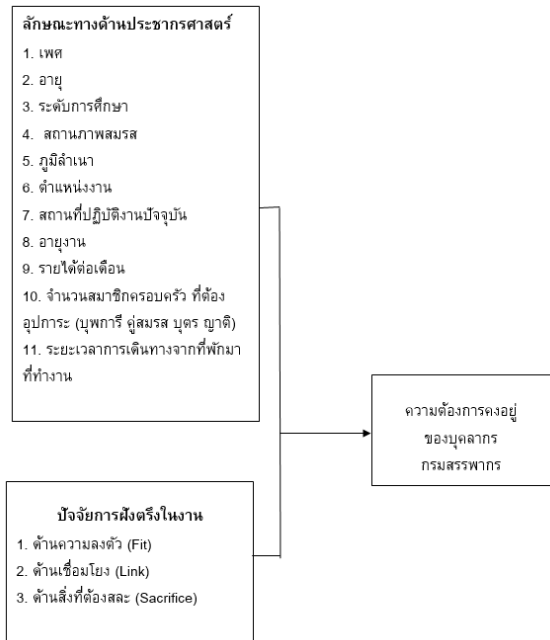 ลักษณะทางด้านประชากรศาสตร์
1. เพศ
2. อายุ
3. ระดับการศึกษา
4. สถานภาพสมรส
5. ภูมิลำเนา
6. ตำแหน่งงาน
7. สถานที่ปฏิบัติงานปัจจุบัน
8. อายุงาน
9. รายได้ต่อเดือน
10. จำนวนสมาชิกครอบครัว ที่ต้อง
อุปการะ (บุพการี คู่สมรส บุตร ญาติ)
11. ระยะเวลาการเดินทางจากที่พักมา
ที่ทำงาน
ความต้องการคงอยู่
ของบุคลากร
กรมสรรพากร
ปัจจัยการฝังตรึงในงาน
1. ด้านความลงตัว (Fit)
2. ด้านเชื่อมโยง (Link)
3. ด้านสิ่งที่ต้องสละ (Sacrifice)